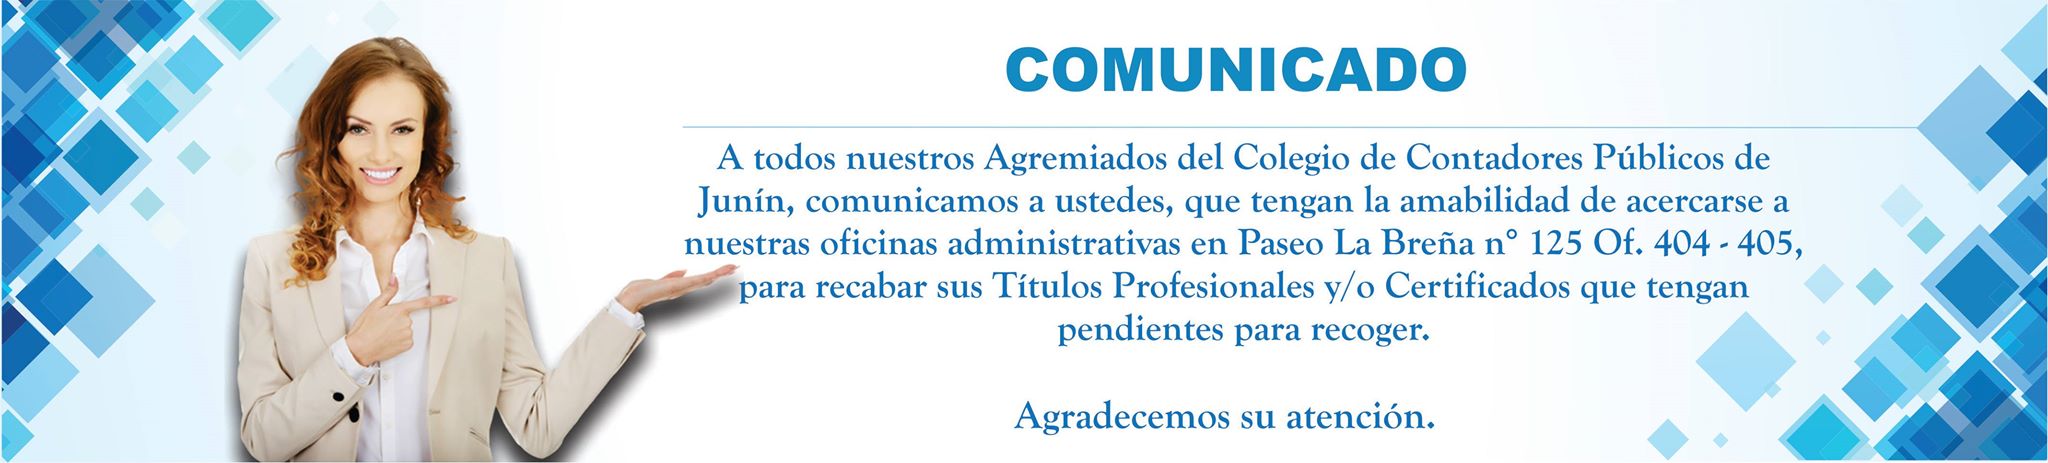 COMUNICADO
A todos nuestros Agremiados del Colegio de Contadores Públicos de
Junín, comunicamos a ustedes, que tengan la amabilidad de acercarse a
nuestras oficinas administrativas en Paseo La Breña n° 125 Of. 404 - 405,
para recabar sus Títulos Profesionales y/o Certificados que tengan
pendientes para recoger.
Agradecemos su atención.